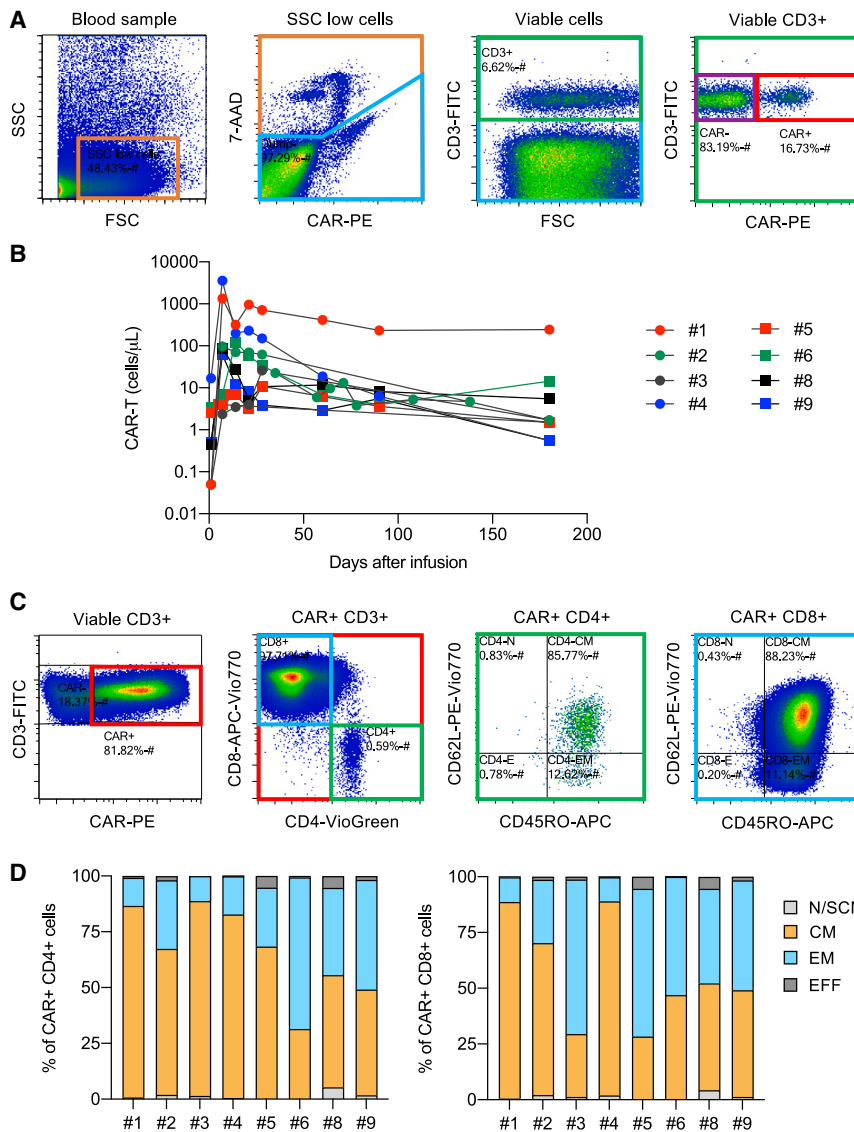 A
Blood sample
SSC low cells
Viable cells
Viable CD3+
SSC
SSC low cells
48.43%-#
FSC
7-AAD
97.29%-#
CAR-PE
CD3-FITC
CD3+
6.62%-#
FSC
CD3-FITC
CAR-
83.19%-#
CAR+
16.73%-#
CAR-PE
B
CAR-T (cells/µL)
10000
1000
100
10
1
0.1
0.01
0
50
100
150
200
Days after infusion
#1
#2
#3
#4
#5
#6
#8
#9
C
Viable CD3+
CAR+ CD3+
CAR+ CD4+
CAR+ CD8+
CD3-FITC
CAR-
18.37%-#
CAR+
81.82%-#
CAR-PE
CD8-APC-Vio770
CD8+
97.71%-#
CD4+
0.59%-#
CD4-VioGreen
CD62L-PE-Vio770
CD4-N
0.83%-#
CD4-CM
85.77%-#
CD4-E
0.78%-#
CD4-EM
12.62%-#
CD45RO-APC
CD62L-PE-Vio770
CD8-N
0.43%-#
CD8-CM
88.23%-#
CD8-E
0.20%-#
CD8-EM
11.14%-#
CD45RO-APC
D
% of CAR+ CD4+ cells
100
75
50
25
0
#1 #2 #3 #4 #5 #6 #8 #9
% of CAR+ CD8+ cells
100
75
50
25
0
#1 #2 #3 #4 #5 #6 #8 #9
N/SCM
CM
EM
EFF